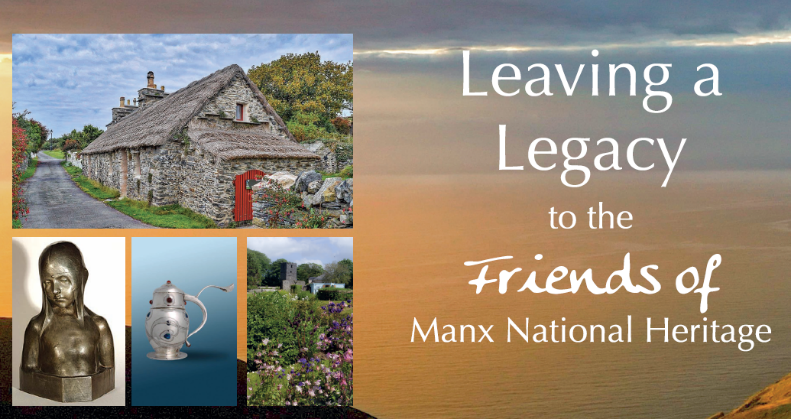 Leaving a
Legacy
to the
Friends of
Manx National Heritage